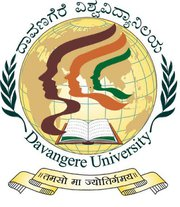 ದಾವಣಗೆರೆ ವಿಶ್ವವಿದ್ಯಾನಿಲಯ
Davangere University
॥तमसो मा ज्योतिर्गमय॥